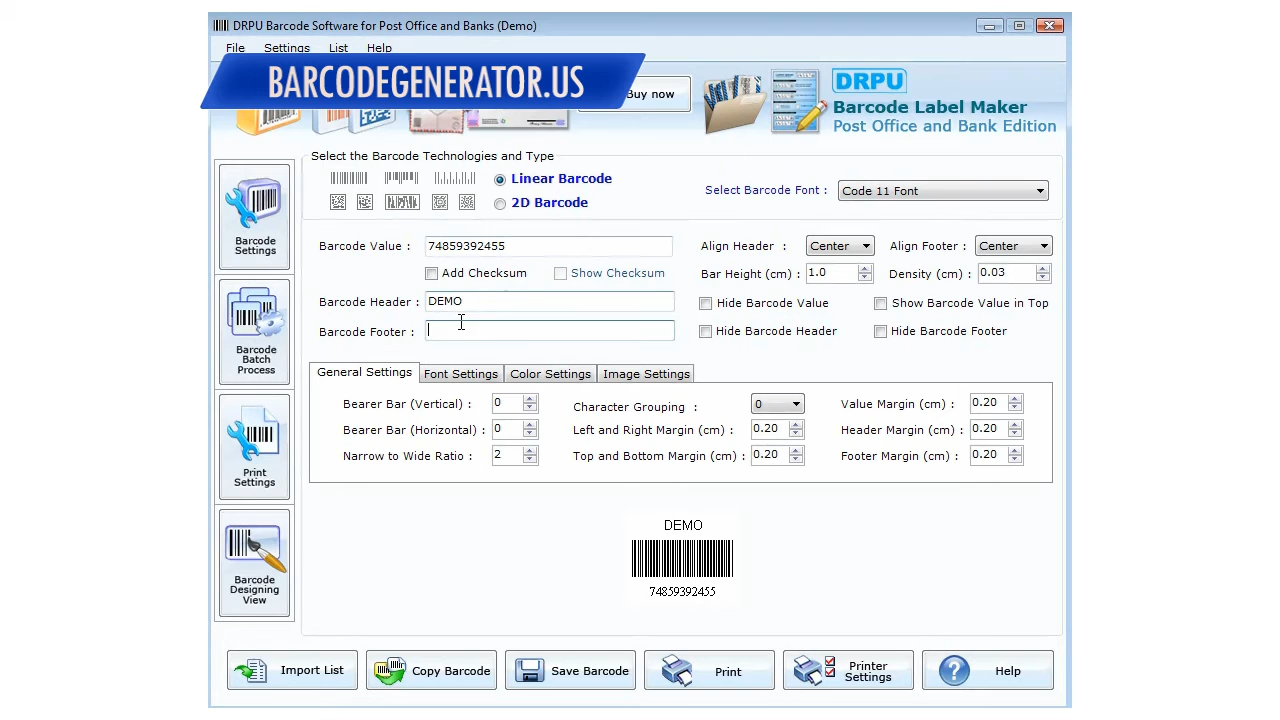 DRPU Barcode Software for Post Office and Banks (Demo)
File Settings List Help
BARCODEGENERATOR.US
Buy now
DRPU
Barcode Label Maker
Post Office and Bank Edition
Select the Barcode Technologies and Type
Linear Barcode
2D Barcode
Select Barcode Font : Code 11 Font
Barcode Settings
Barcode Batch Process
Print Settings
Barcode Designing View
Barcode Value : 74859392455
Add Checksum Show Checksum
Barcode Header : DEMO
Barcode Footer :
Align Header : Center Align Footer : Center
Bar Height (cm) : 1.0 Density (cm) : 0.03
Hide Barcode Value Show Barcode Value in Top
Hide Barcode Header Hide Barcode Footer
General Settings Font Settings Color Settings Image Settings
Bearer Bar (Vertical) : 0 Character Grouping : 0 Value Margin (cm) : 0.20
Bearer Bar (Horizontal) : 0 Left and Right Margin (cm) : 0.20 Header Margin (cm) : 0.20
Narrow to Wide Ratio : 2 Top and Bottom Margin (cm) : 0.20 Footer Margin (cm) : 0.20
DEMO
74859392455
Import List Copy Barcode Save Barcode Print Printer Settings Help